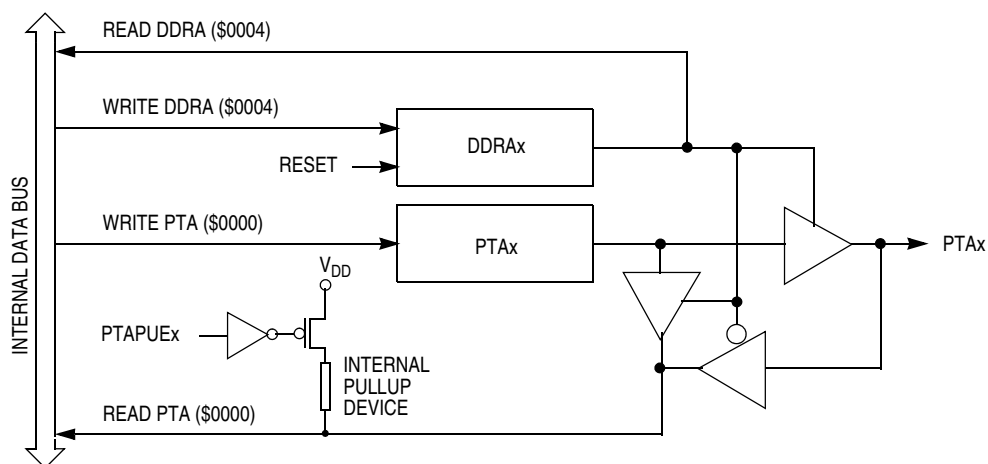 READ DDRA ($0004)
WRITE DDRA ($0004)
DDRAx
RESET
INTERNAL DATA BUS
WRITE PTA ($0000)
PTAx
PTAx
VDD
PTAPUEx
INTERNAL
PULLUP
DEVICE
READ PTA ($0000)